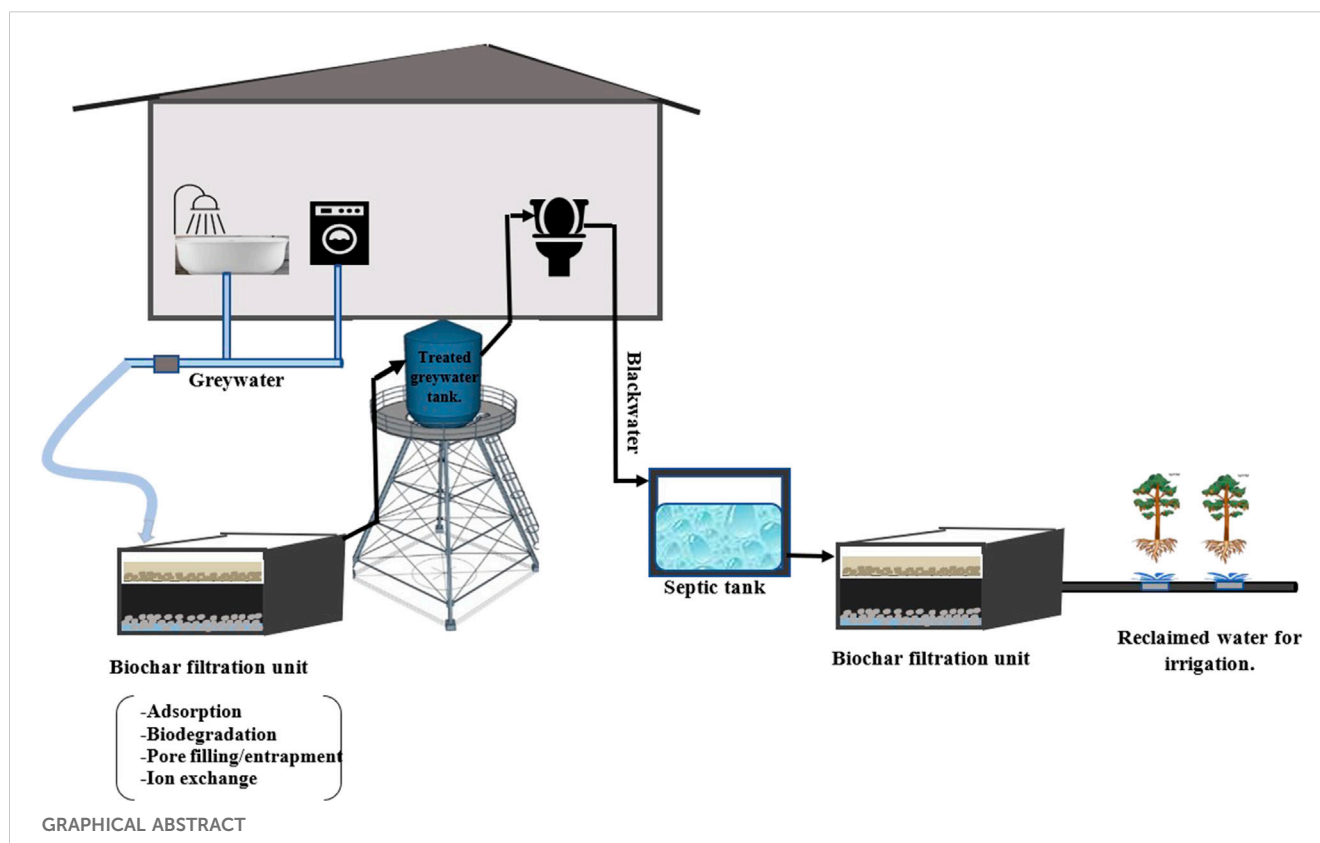 Treated
greywater
tank.
Greywater
Blackwater
Septic tank
Biochar filtration unit
-Adsorption
-Biodegradation
-Pore filling/entrapment
-Ion exchange
Biochar filtration unit
Reclaimed water for
irrigation.
GRAPHICAL ABSTRACT